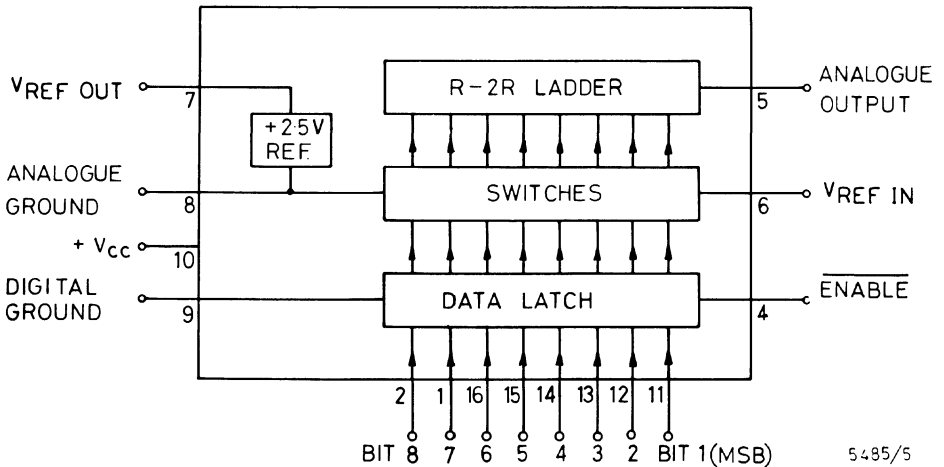 V REF OUT
7
+2·5V
REF.
R-2R LADDER
5
ANALOGUE
OUTPUT
ANALOGUE
GROUND
8
SWITCHES
6
V REF IN
+ Vcc
10
DIGITAL
GROUND
9
DATA LATCH
4
ENABLE
2 1 16 15 14 13 12 11
BIT 8 7 6 5 4 3 2 BIT 1(MSB)
5485/5